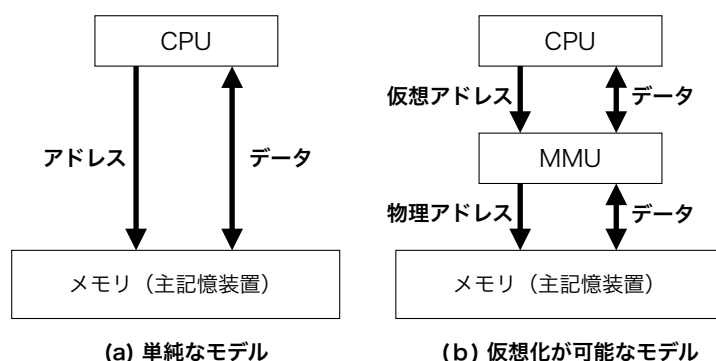 CPU
アドレス
データ
メモリ（主記憶装置）
(a) 単純なモデル
CPU
仮想アドレス
データ
MMU
物理アドレス
データ
メモリ（主記憶装置）
(b) 仮想化が可能なモデル